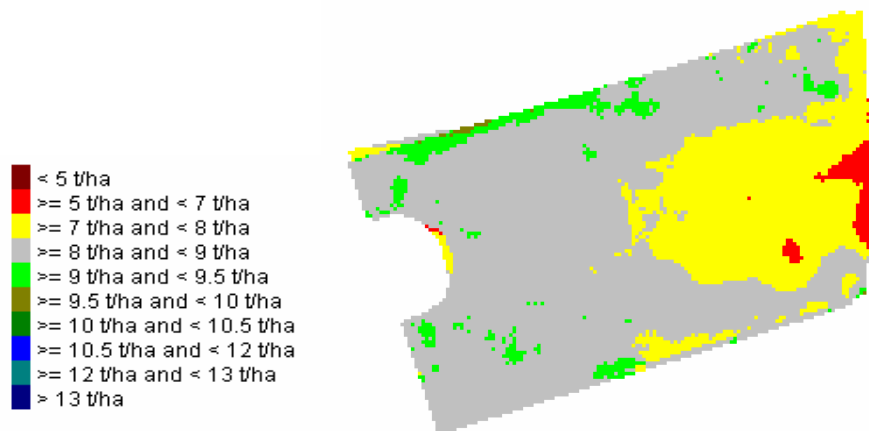 < 5 t/ha
>= 5 t/ha and < 7 t/ha
>= 7 t/ha and < 8 t/ha
>= 8 t/ha and < 9 t/ha
>= 9 t/ha and < 9.5 t/ha
>= 9.5 t/ha and < 10 t/ha
>= 10 t/ha and < 10.5 t/ha
>= 10.5 t/ha and < 12 t/ha
>= 12 t/ha and < 13 t/ha
> 13 t/ha